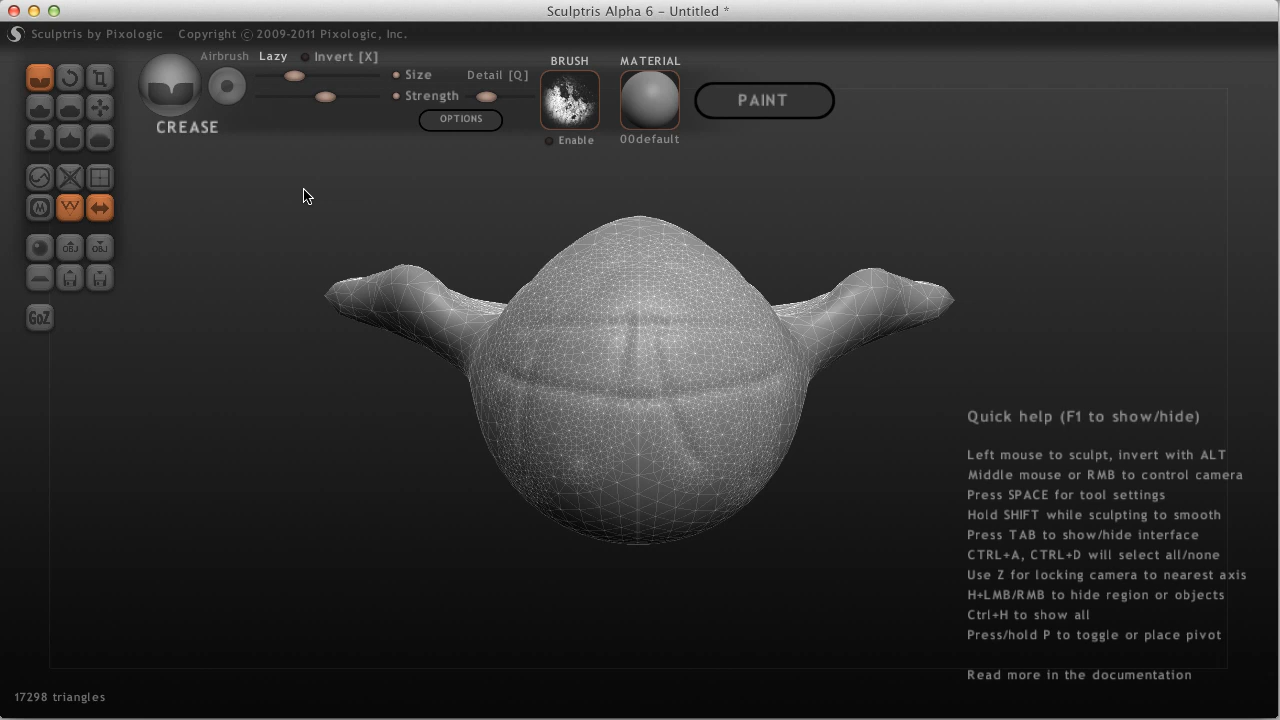 Sculptris Alpha 6 – Untitled *
Sculptris by Pixologic Copyright © 2009-2011 Pixologic, Inc.
Airbrush Lazy Invert [X]
Size Detail [Q]
Strength
OPTIONS
CREASE
BRUSH
Enable
MATERIAL
00default
PAINT
OBJ OBJ
GoZ
Quick help (F1 to show/hide)
Left mouse to sculpt, invert with ALT
Middle mouse or RMB to control camera
Press SPACE for tool settings
Hold SHIFT while sculpting to smooth
Press TAB to show/hide interface
CTRL+A, CTRL+D will select all/none
Use Z for locking camera to nearest axis
H+LMB/RMB to hide region or objects
Ctrl+H to show all
Press/hold P to toggle or place pivot
Read more in the documentation
17298 triangles